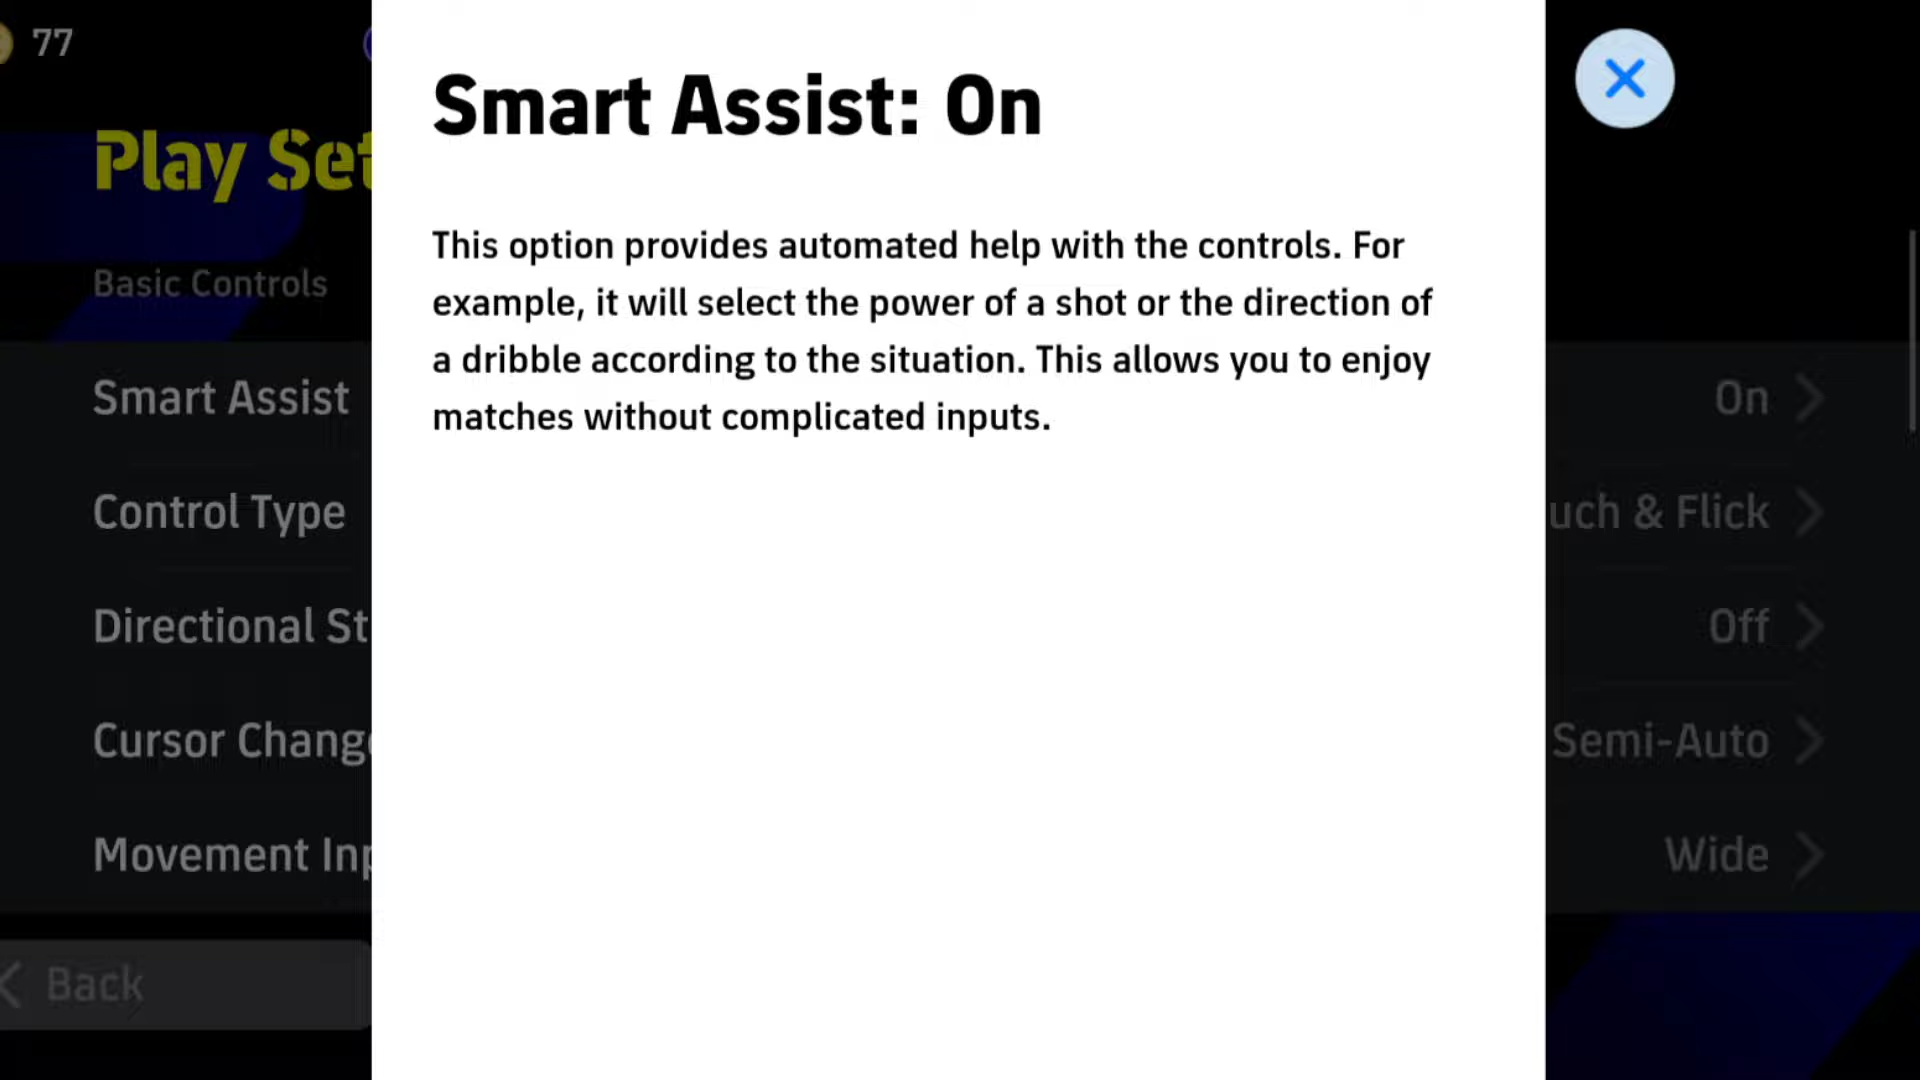 77
Smart Assist: On
Play Set
This option provides automated help with the controls. For
example, it will select the power of a shot or the direction of
a dribble according to the situation. This allows you to enjoy
matches without complicated inputs.
Basic Controls
Smart Assist On
Control Type uch & Flick
Directional St Off
Cursor Change Semi-Auto
Movement Inp Wide
Back